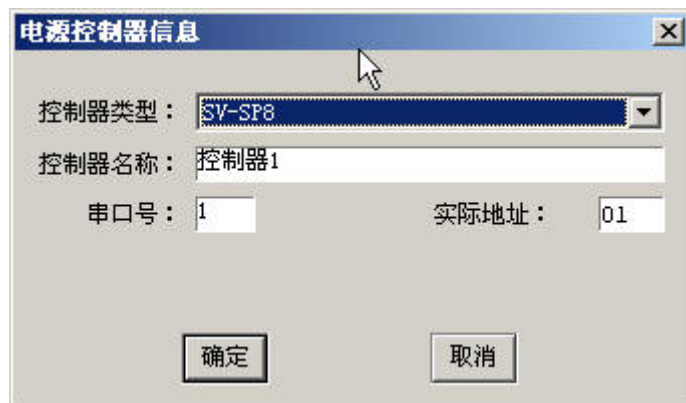 电源控制器信息
控制器类型： SV-SP8
控制器名称： 控制器1
串口号： 1 实际地址： 01
确定 取消